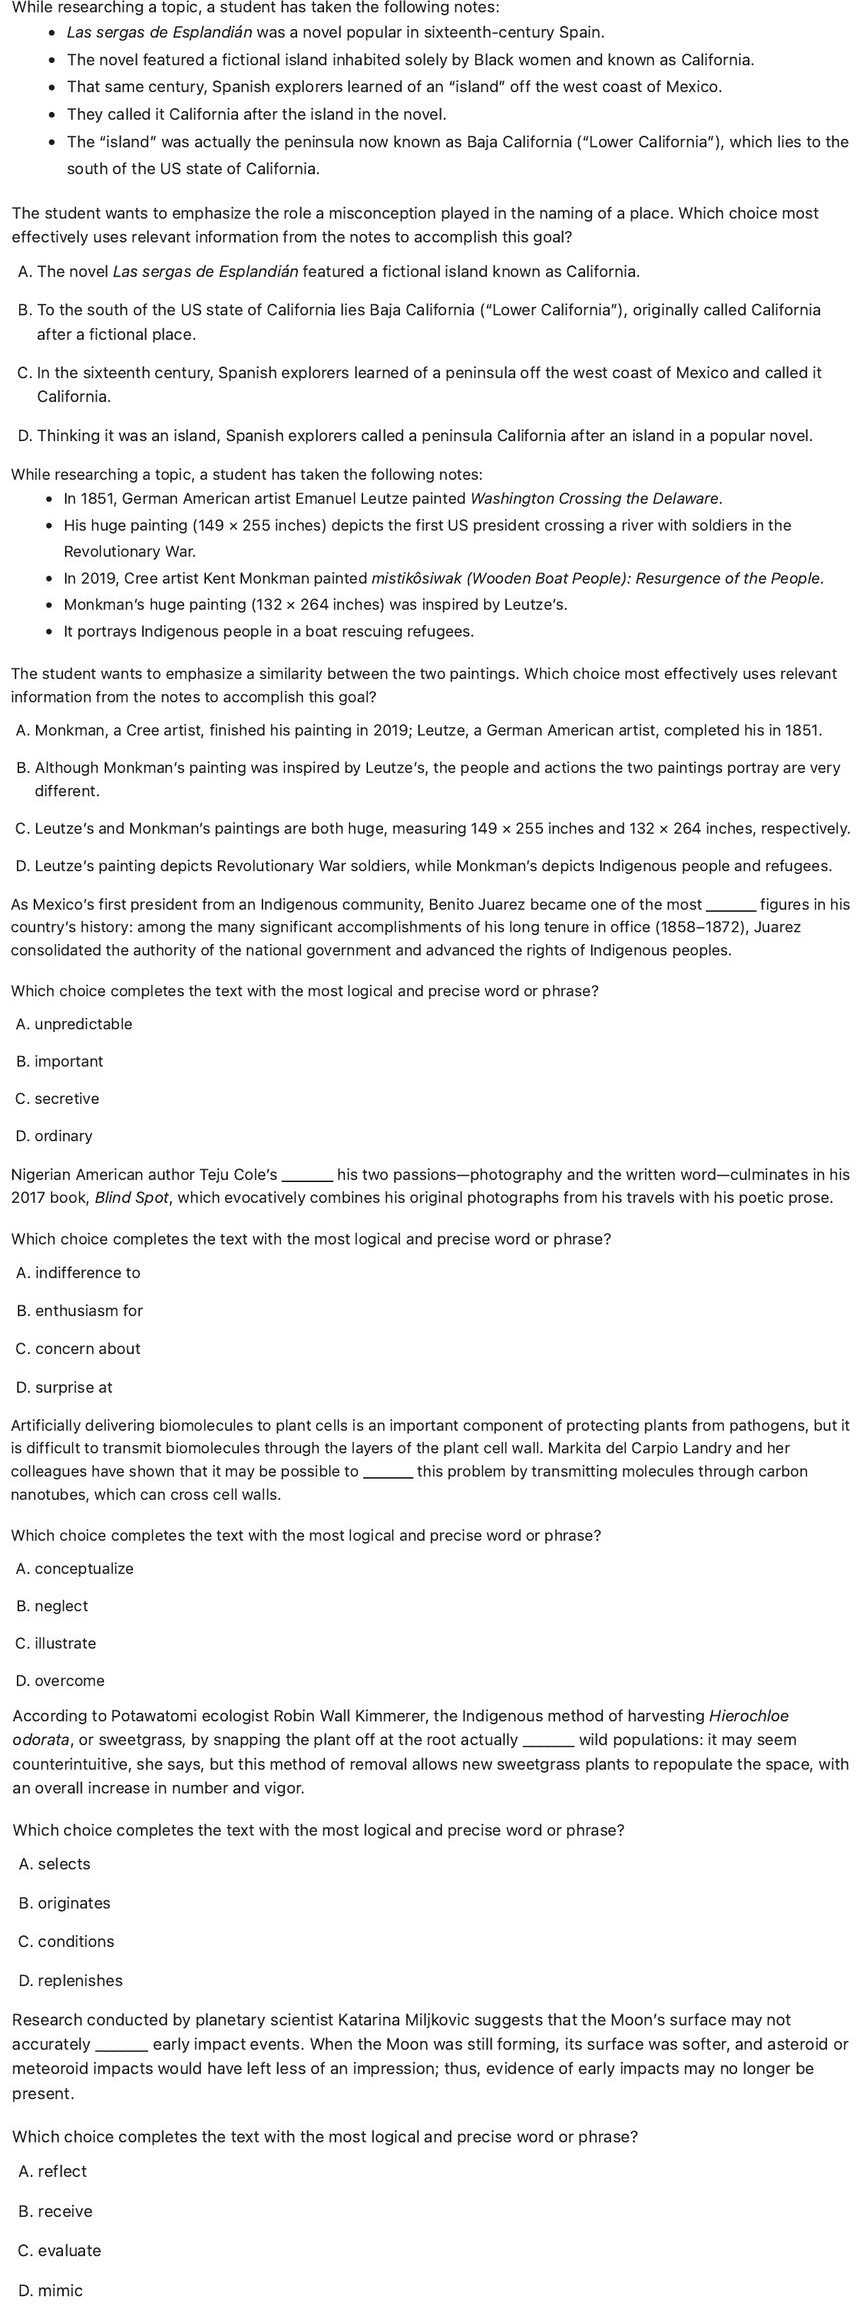 While researching a topic, a student has taken the following notes:
• Las sergas de Esplandián was a novel popular in sixteenth-century Spain.
• The novel featured a fictional island inhabited solely by Black women and known as California.
• That same century, Spanish explorers learned of an “island” off the west coast of Mexico.
• They called it California after the island in the novel.
• The “island” was actually the peninsula now known as Baja California (“Lower California”), which lies to the
south of the US state of California.
The student wants to emphasize the role a misconception played in the naming of a place. Which choice most
effectively uses relevant information from the notes to accomplish this goal?
A. The novel Las sergas de Esplandián featured a fictional island known as California.
B. To the south of the US state of California lies Baja California (“Lower California”), originally called California
after a fictional place.
C. In the sixteenth century, Spanish explorers learned of a peninsula off the west coast of Mexico and called it
California.
D. Thinking it was an island, Spanish explorers called a peninsula California after an island in a popular novel.
While researching a topic, a student has taken the following notes:
• In 1851, German American artist Emanuel Leutze painted Washington Crossing the Delaware.
• His huge painting (149 × 255 inches) depicts the first US president crossing a river with soldiers in the
Revolutionary War.
• In 2019, Cree artist Kent Monkman painted mistikôsiwak (Wooden Boat People): Resurgence of the People.
• Monkman’s huge painting (132 × 264 inches) was inspired by Leutze’s.
• It portrays Indigenous people in a boat rescuing refugees.
The student wants to emphasize a similarity between the two paintings. Which choice most effectively uses relevant
information from the notes to accomplish this goal?
A. Monkman, a Cree artist, finished his painting in 2019; Leutze, a German American artist, completed his in 1851.
B. Although Monkman’s painting was inspired by Leutze’s, the people and actions the two paintings portray are very
different.
C. Leutze’s and Monkman’s paintings are both huge, measuring 149 × 255 inches and 132 × 264 inches, respectively.
D. Leutze’s painting depicts Revolutionary War soldiers, while Monkman’s depicts Indigenous people and refugees.
As Mexico’s first president from an Indigenous community, Benito Juarez became one of the most ______ figures in his
country’s history: among the many significant accomplishments of his long tenure in office (1858–1872), Juarez
consolidated the authority of the national government and advanced the rights of Indigenous peoples.
Which choice completes the text with the most logical and precise word or phrase?
A. unpredictable
B. important
C. secretive
D. ordinary
Nigerian American author Teju Cole’s ______ his two passions—photography and the written word—culminates in his
2017 book, Blind Spot, which evocatively combines his original photographs from his travels with his poetic prose.
Which choice completes the text with the most logical and precise word or phrase?
A. indifference to
B. enthusiasm for
C. concern about
D. surprise at
Artificially delivering biomolecules to plant cells is an important component of protecting plants from pathogens, but it
is difficult to transmit biomolecules through the layers of the plant cell wall. Markita del Carpio Landry and her
colleagues have shown that it may be possible to ______ this problem by transmitting molecules through carbon
nanotubes, which can cross cell walls.
Which choice completes the text with the most logical and precise word or phrase?
A. conceptualize
B. neglect
C. illustrate
D. overcome
According to Potawatomi ecologist Robin Wall Kimmerer, the Indigenous method of harvesting Hierochloe
odorata, or sweetgrass, by snapping the plant off at the root actually ______ wild populations: it may seem
counterintuitive, she says, but this method of removal allows new sweetgrass plants to repopulate the space, with
an overall increase in number and vigor.
Which choice completes the text with the most logical and precise word or phrase?
A. selects
B. originates
C. conditions
D. replenishes
Research conducted by planetary scientist Katarina Miljkovic suggests that the Moon’s surface may not
accurately ______ early impact events. When the Moon was still forming, its surface was softer, and asteroid or
meteoroid impacts would have left less of an impression; thus, evidence of early impacts may no longer be
present.
Which choice completes the text with the most logical and precise word or phrase?
A. reflect
B. receive
C. evaluate
D. mimic